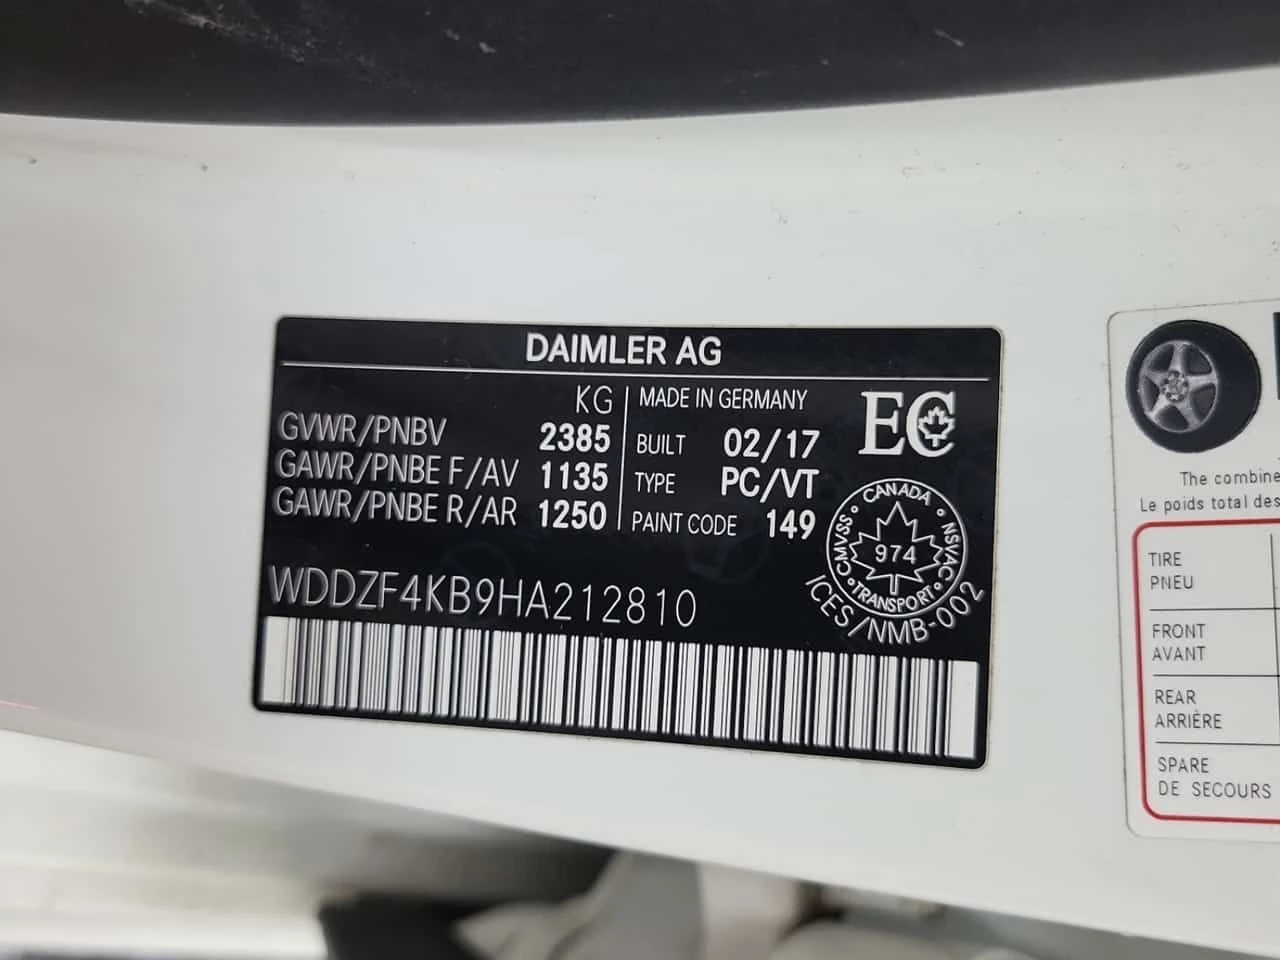 DAIMLER AG
KG
GVWR/PNBV 2385
GAWR/PNBE F/AV 1135
GAWR/PNBE R/AR 1250
MADE IN GERMANY
BUILT 02/17
TYPE PC/VT
PAINT CODE 149
EC
CANADA
CMVSS
NSVAC
974
TRANSPORT
ICES/NMB-002
WDDZF4KB9HA212810
The combine
Le poids total des
TIRE
PNEU
FRONT
AVANT
REAR
ARRIÈRE
SPARE
DE SECOURS